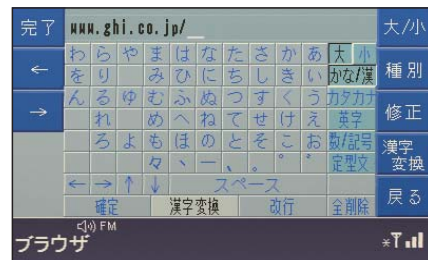 完了 www.ghi.co.jp/_ 大/小
わ ら や ま は な た さ か あ 大 小
← を り み ひ に ち し き い かな/漢 種別
ん る ゆ む ふ ぬ つ す く う カタカナ
→ れ め へ ね て せ け え 英字 修正
ろ よ も ほ の と そ こ お 数/記号
々 ヽ ー 、 。 ゛ ゜ 定型文 漢字変換
← → ↑ ↓ スペース
確定 漢字変換 改行 全削除 戻る
FM
ブラウザ